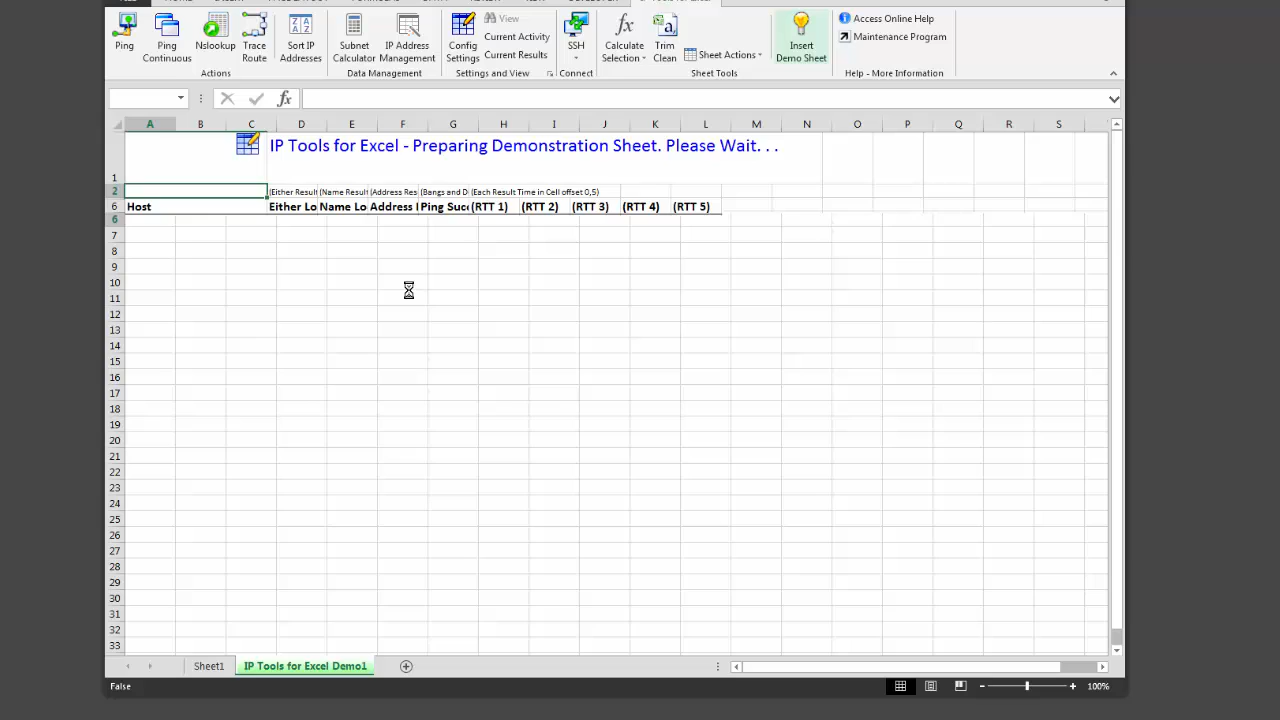 Ping
Ping Continuous
Nslookup
Trace Route
Actions
Sort IP Addresses
Subnet Calculator
IP Address Management
Data Management
Config Settings
View
Current Activity
Current Results
Settings and View
SSH
Connect
Calculate Selection
Trim Clean
Sheet Actions
Sheet Tools
Insert Demo Sheet
Access Online Help
Maintenance Program
Help - More Information
fx
A B C D E F G H I J K L M N O P Q R S
1 IP Tools for Excel - Preparing Demonstration Sheet. Please Wait. . .
2 (Either Result (Name Result (Address Res (Bangs and D (Each Result Time in Cell offset 0,5)
6 Host Either Lo Name Lo Address Ping Succ (RTT 1) (RTT 2) (RTT 3) (RTT 4) (RTT 5)
6
7
8
9
10
11
12
13
14
15
16
17
18
19
20
21
22
23
24
25
26
27
28
29
30
31
32
33
Sheet1 IP Tools for Excel Demo1
False 100%